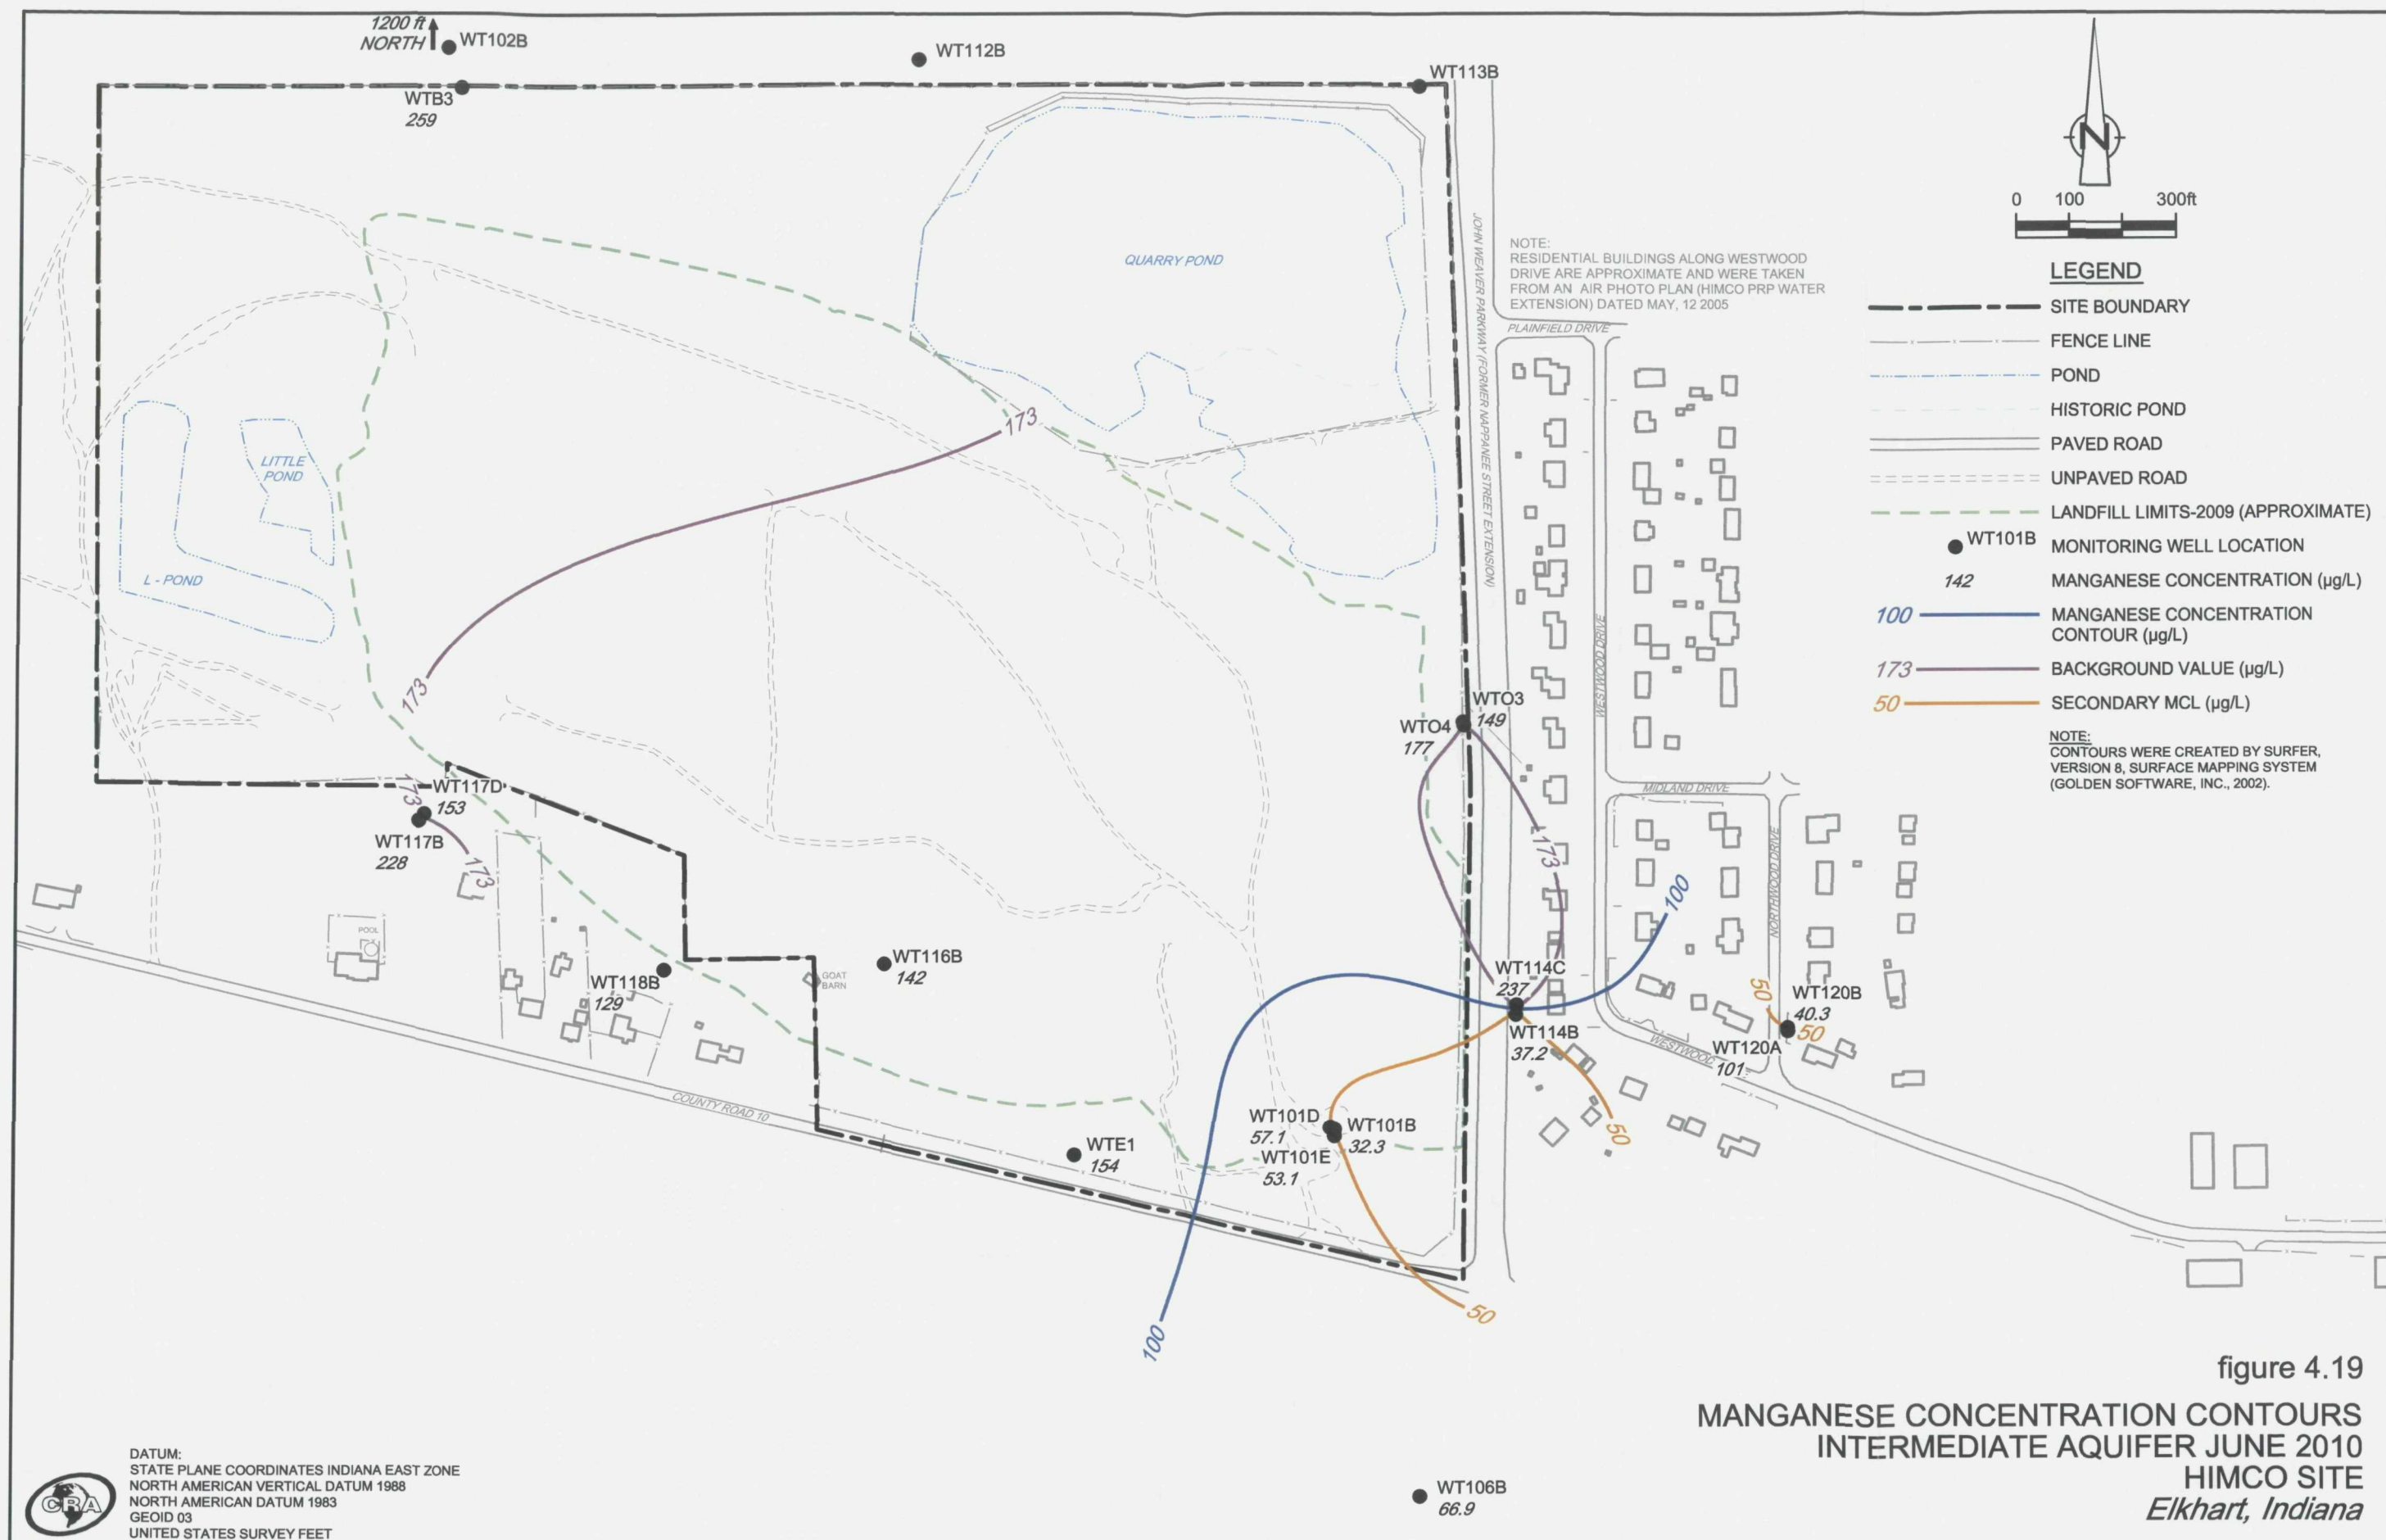 1200 ft
NORTH
WT102B
WT112B
WT113B
WTB3
259
N
0 100 300ft
LEGEND
SITE BOUNDARY
FENCE LINE
POND
HISTORIC POND
PAVED ROAD
UNPAVED ROAD
LANDFILL LIMITS-2009 (APPROXIMATE)
WT101B MONITORING WELL LOCATION
142 MANGANESE CONCENTRATION (µg/L)
100 MANGANESE CONCENTRATION
CONTOUR (µg/L)
173 BACKGROUND VALUE (µg/L)
50 SECONDARY MCL (µg/L)
NOTE:
CONTOURS WERE CREATED BY SURFER,
VERSION 8, SURFACE MAPPING SYSTEM
(GOLDEN SOFTWARE, INC., 2002).
NOTE:
RESIDENTIAL BUILDINGS ALONG WESTWOOD
DRIVE ARE APPROXIMATE AND WERE TAKEN
FROM AN AIR PHOTO PLAN (HIMCO PRP WATER
EXTENSION) DATED MAY, 12 2005
QUARRY POND
JOHN WEAVER PARKWAY (FORMER NAPPANEE STREET EXTENSION)
PLAINFIELD DRIVE
173
LITTLE
POND
L - POND
173
WESTWOOD DRIVE
WTO3
149
WTO4
177
MIDLAND DRIVE
173
WT117D
153
WT117B
228
173
173
100
NORTHWOOD DRIVE
POOL
WT118B
129
GOAT
BARN
WT116B
142
WT114C
237
WT114B
37.2
50
WT120B
40.3
50
WT120A
101
WESTWOOD
COUNTY ROAD 10
WT101D
57.1
WT101B
32.3
WT101E
53.1
WTE1
154
50
50
100
WT106B
66.9
figure 4.19
MANGANESE CONCENTRATION CONTOURS
INTERMEDIATE AQUIFER JUNE 2010
HIMCO SITE
Elkhart, Indiana
CRA
DATUM:
STATE PLANE COORDINATES INDIANA EAST ZONE
NORTH AMERICAN VERTICAL DATUM 1988
NORTH AMERICAN DATUM 1983
GEOID 03
UNITED STATES SURVEY FEET